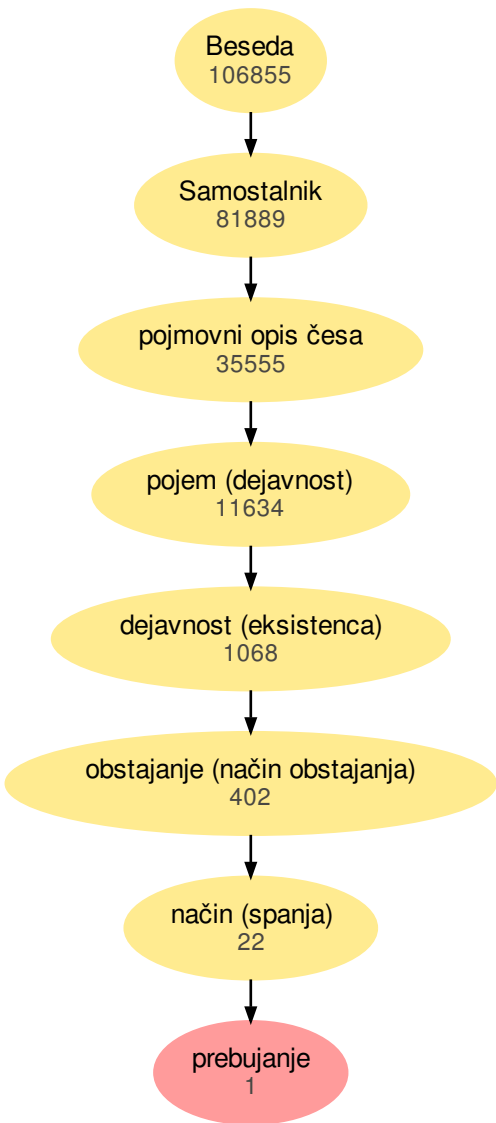 Beseda
106855
Samostalnik
81889
pojmovni opis česa
35555
pojem (dejavnost)
11634
dejavnost (eksistenca)
1068
obstajanje (način obstajanja)
402
način (spanja)
22
prebujanje
1